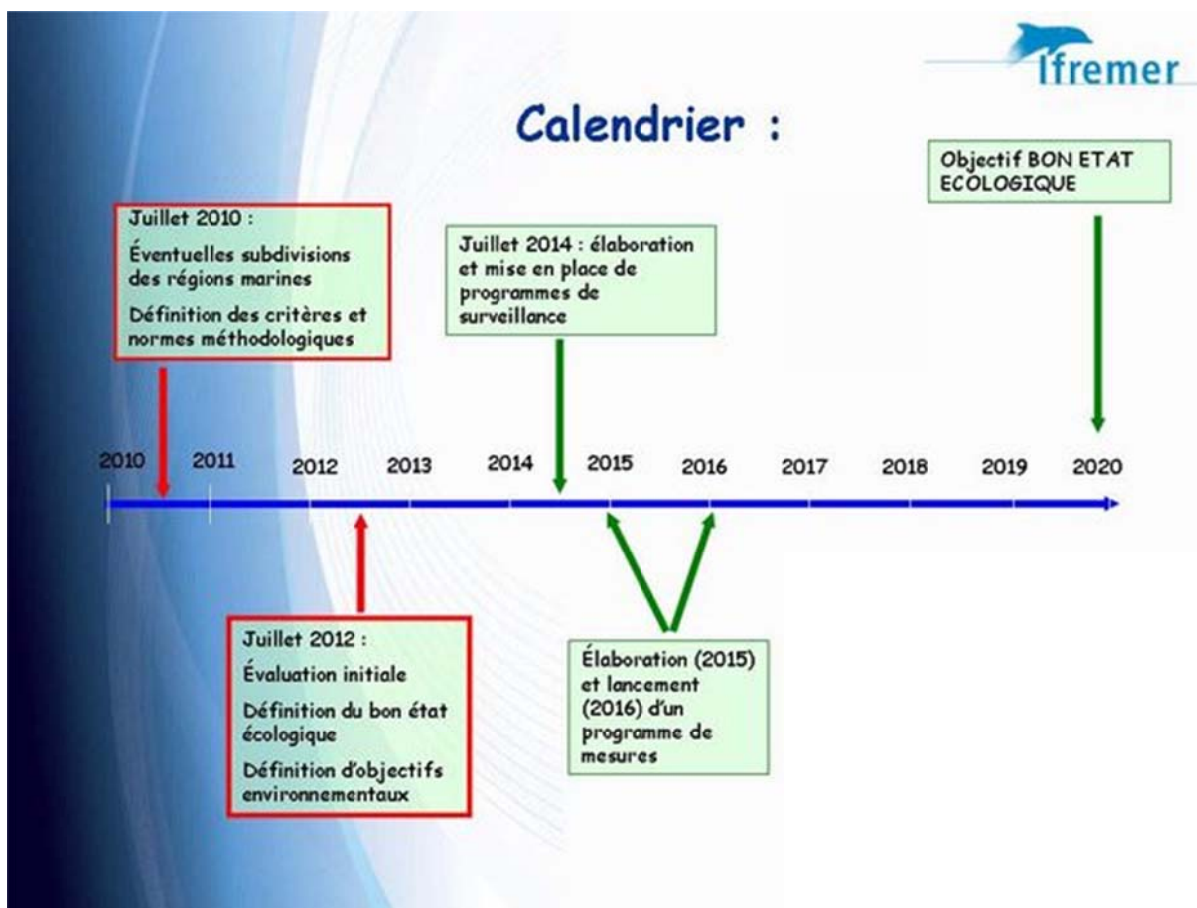 Ifremer
Calendrier :
Objectif BON ETAT
ECOLOGIQUE
Juillet 2010 :
Éventuelles subdivisions
des régions marines
Définition des critères et
normes méthodologiques
Juillet 2014 : élaboration
et mise en place de
programmes de
surveillance
2010 2011 2012 2013 2014 2015 2016 2017 2018 2019 2020
Juillet 2012 :
Évaluation initiale
Définition du bon état
écologique
Définition d'objectifs
environnementaux
Élaboration (2015)
et lancement
(2016) d'un
programme de
mesures